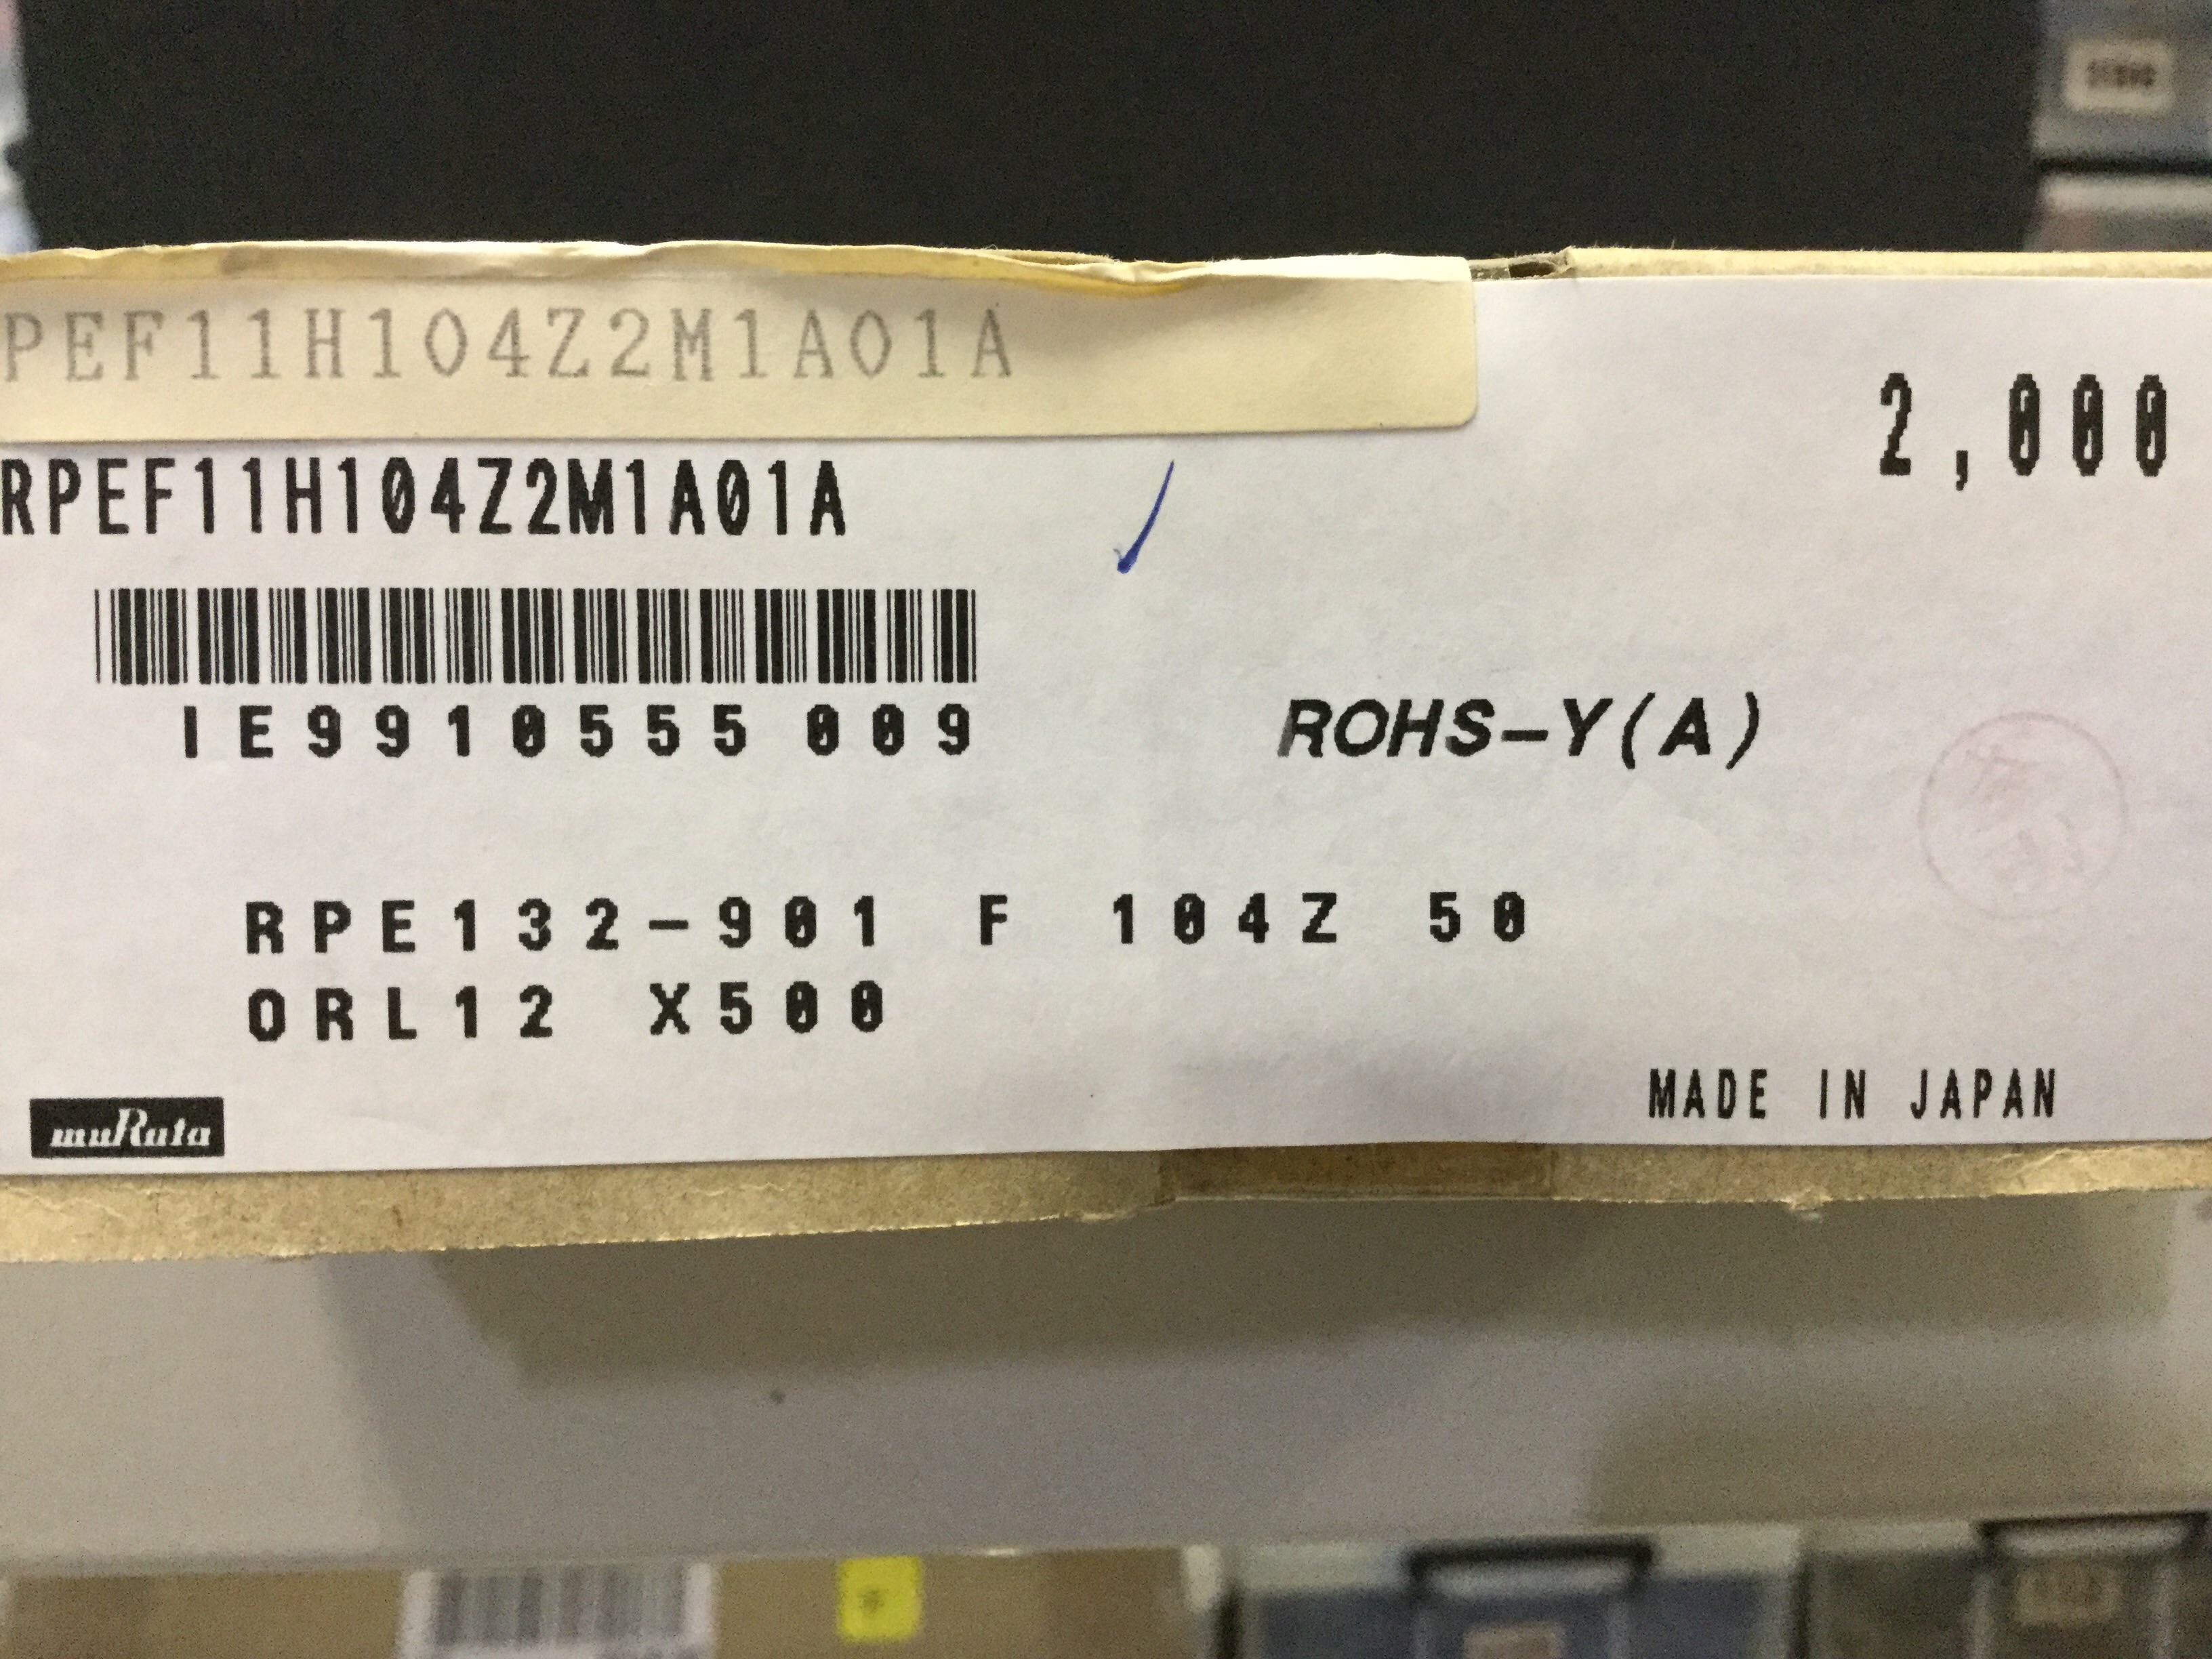 PEF11H104Z2M1A01A
2,000
RPEF11H104Z2M1A01A
IE9910555 009
ROHS-Y(A)
RPE132-901 F 104Z 50
ORL12 X500
muRata
MADE IN JAPAN